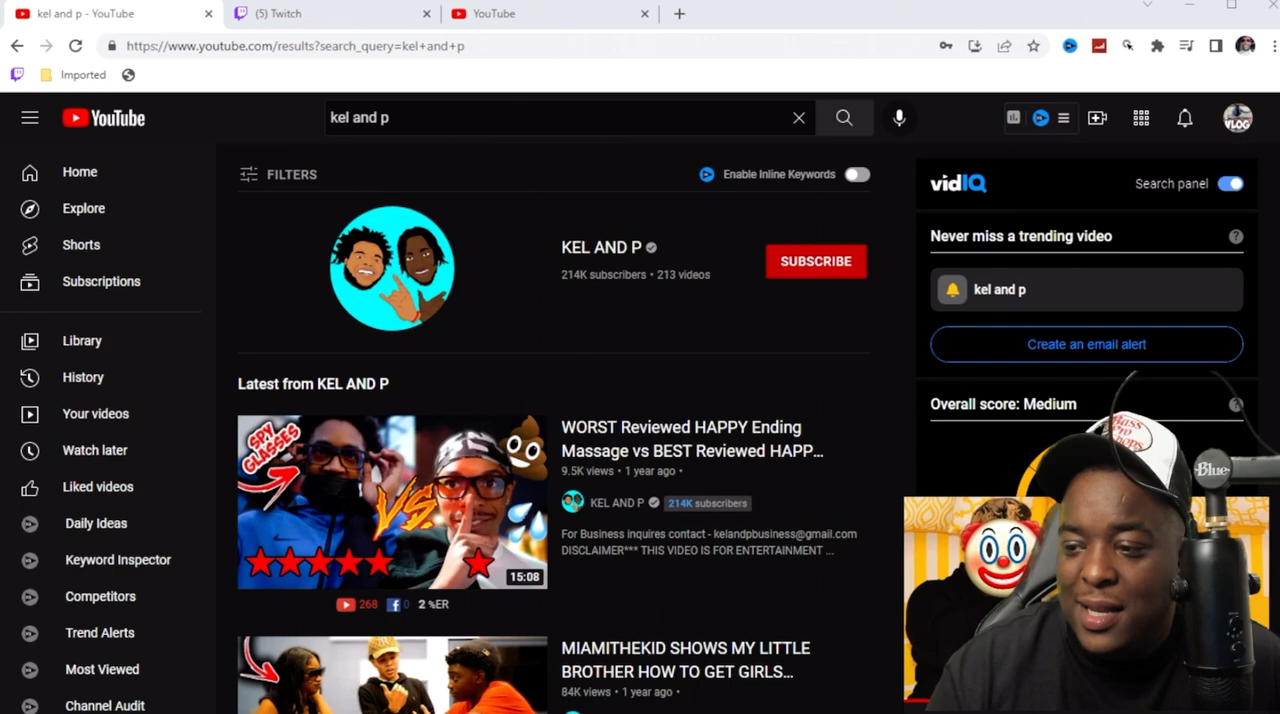 kel and p - YouTube
(5) Twitch
YouTube
https://www.youtube.com/results?search_query=kel+and+p
Imported
YouTube
kel and p
VLOG
Home
Explore
Shorts
Subscriptions
Library
History
Your videos
Watch later
Liked videos
Daily Ideas
Keyword Inspector
Competitors
Trend Alerts
Most Viewed
Channel Audit
FILTERS
Enable Inline Keywords
KEL AND P
214K subscribers • 213 videos
SUBSCRIBE
Latest from KEL AND P
SPY
GLASSES
VS.
15:08
WORST Reviewed HAPPY Ending
Massage vs BEST Reviewed HAPP...
9.5K views • 1 year ago •
KEL AND P 214K subscribers
For Business inquires contact - kelandpbusiness@gmail.com
DISCLAIMER*** THIS VIDEO IS FOR ENTERTAINMENT ...
268 0 2 %ER
MIAMITHEKID SHOWS MY LITTLE
BROTHER HOW TO GET GIRLS...
84K views • 1 year ago •
vidIQ
Search panel
Never miss a trending video
?
kel and p
Create an email alert
Overall score: Medium
?
Bass
Pro
Shops
Blue